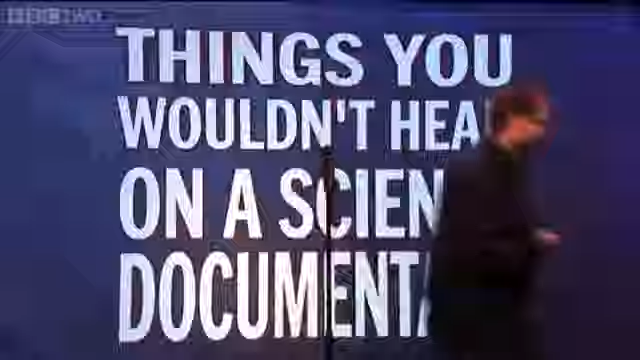 BBC TWO
THINGS YOU
WOULDN'T HEA
ON A SCIEN
DOCUMENTA